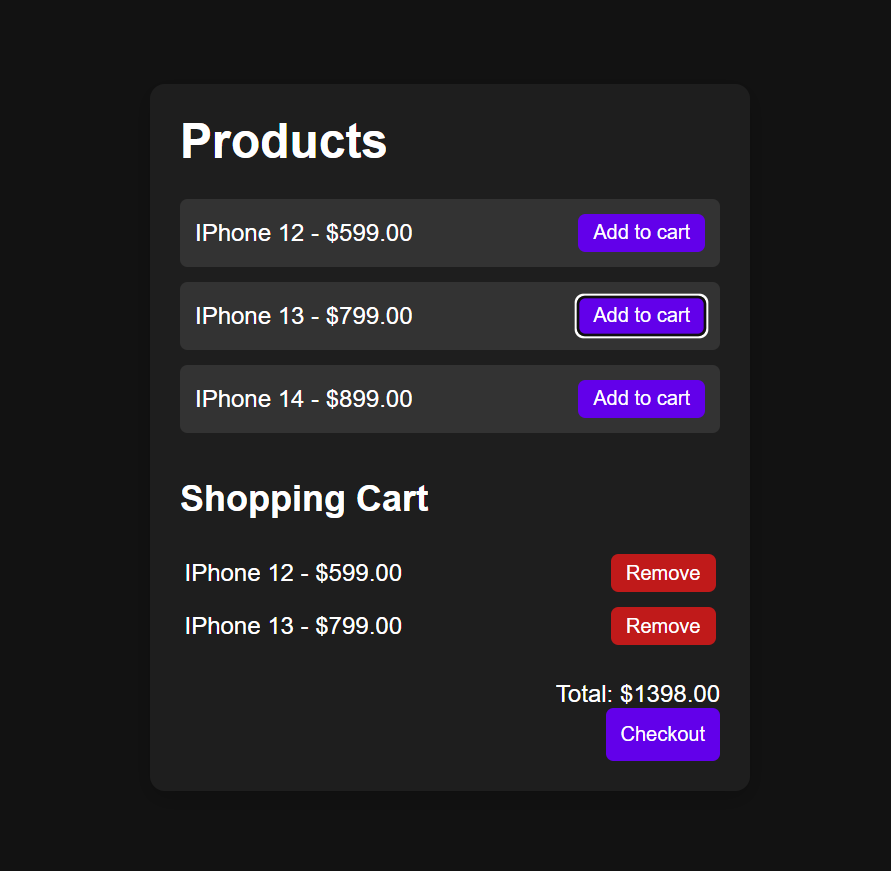 Products
IPhone 12 - $599.00 Add to cart
IPhone 13 - $799.00 Add to cart
IPhone 14 - $899.00 Add to cart
Shopping Cart
IPhone 12 - $599.00 Remove
IPhone 13 - $799.00 Remove
Total: $1398.00
Checkout